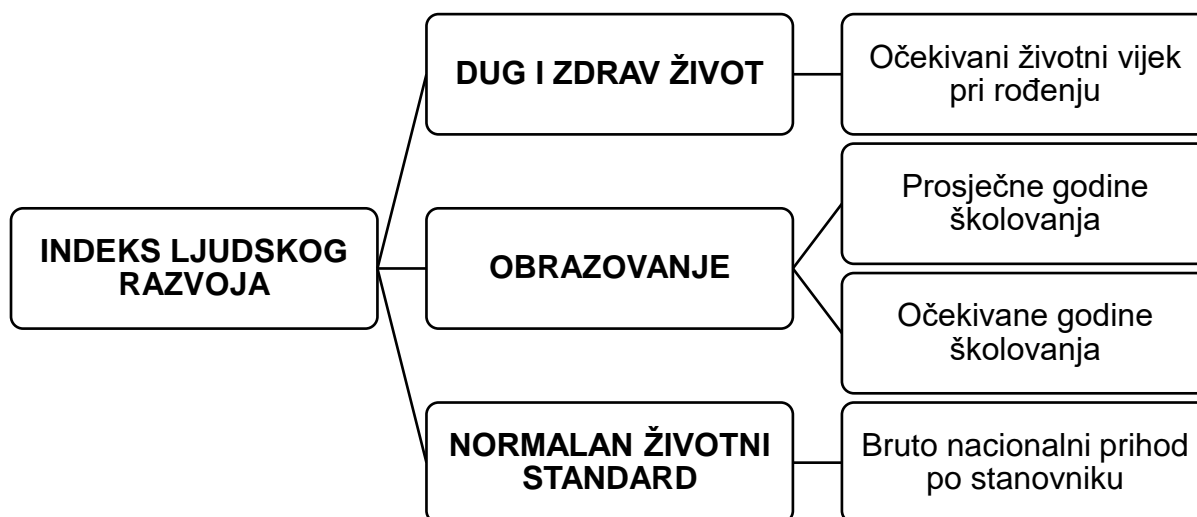 INDEKS LJUDSKOG
RAZVOJA
DUG I ZDRAV ŽIVOT
Očekivani životni vijek
pri rođenju
OBRAZOVANJE
Prosječne godine
školovanja
Očekivane godine
školovanja
NORMALAN ŽIVOTNI
STANDARD
Bruto nacionalni prihod
po stanovniku